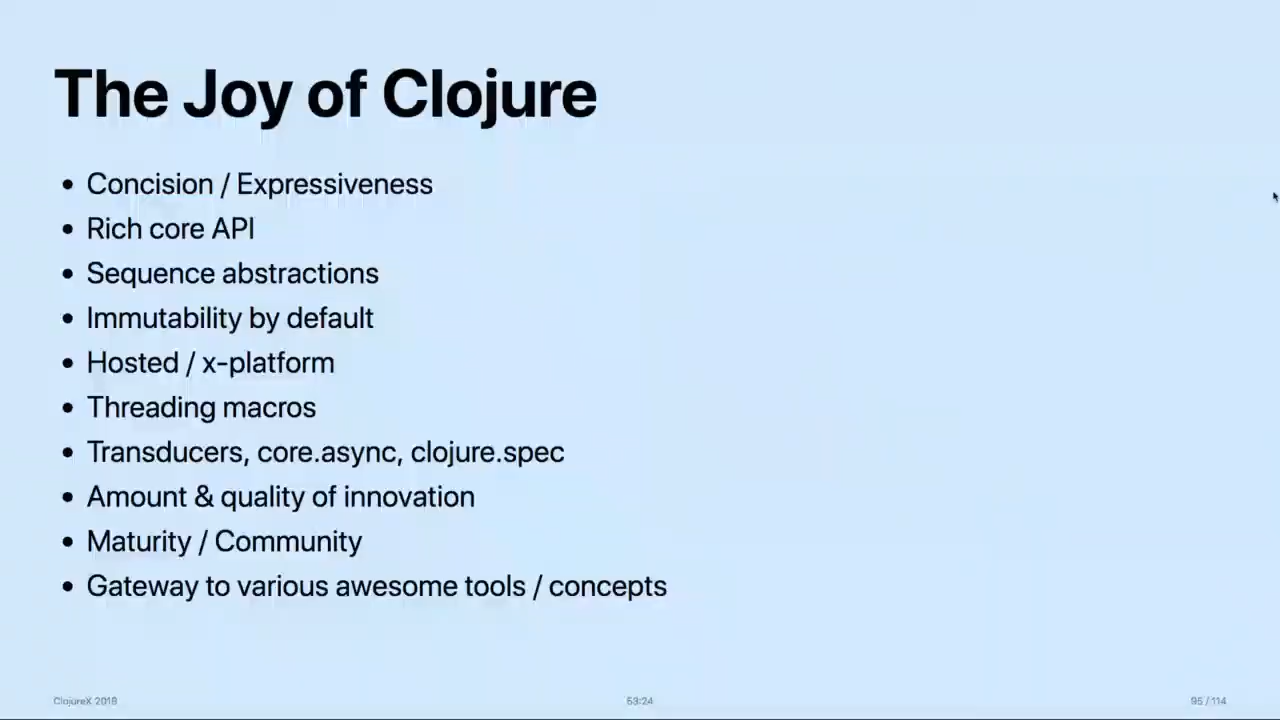 The Joy of Clojure
• Concision / Expressiveness
• Rich core API
• Sequence abstractions
• Immutability by default
• Hosted / x-platform
• Threading macros
• Transducers, core.async, clojure.spec
• Amount & quality of innovation
• Maturity / Community
• Gateway to various awesome tools / concepts
ClojureX 2018
53:24
95 / 114